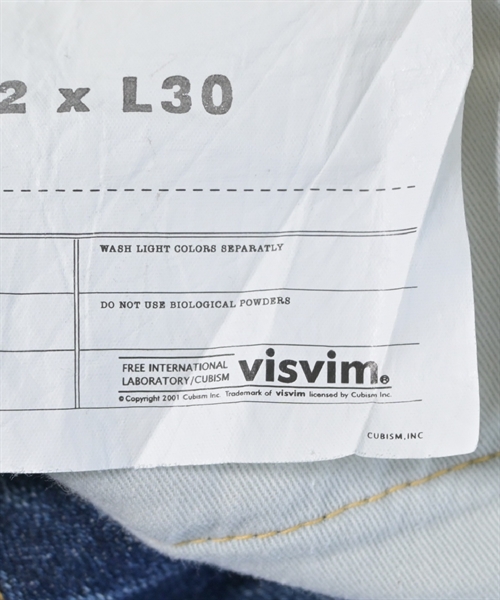 2 x L30
WASH LIGHT COLORS SEPARATLY
DO NOT USE BIOLOGICAL POWDERS
FREE INTERNATIONAL
LABORATORY/CUBISM
visvim®
© Copyright 2001 Cubism Inc. Trademark of visvim licensed by Cubism Inc.
CUBISM,INC